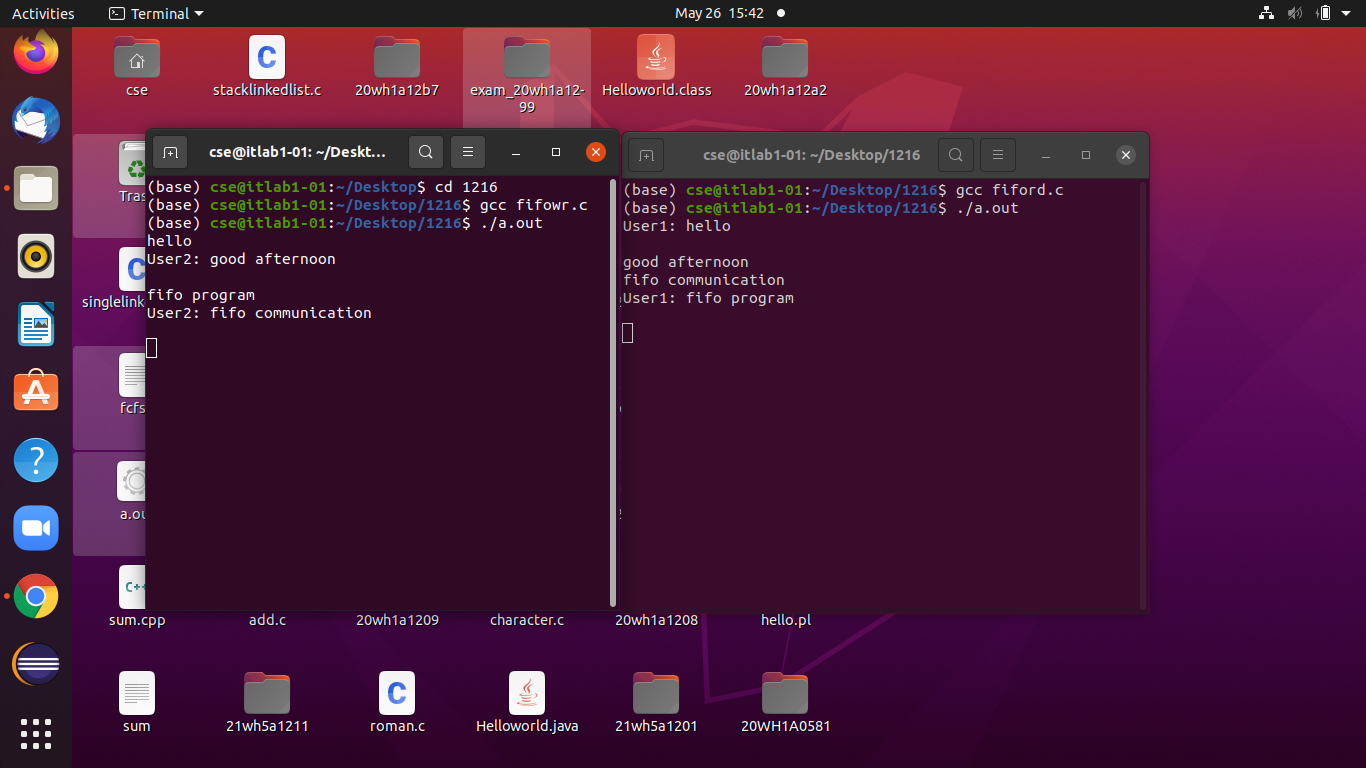 Activities
Terminal
May 26 15:42
cse
stacklinkedlist.c
20wh1a12b7
exam_20wh1a12-
99
Helloworld.class
20wh1a12a2
Tras
singlelink
fcfs
a.ou
cse@itlab1-01: ~/Deskt...
(base) cse@itlab1-01:~/Desktop$ cd 1216
(base) cse@itlab1-01:~/Desktop/1216$ gcc fifowr.c
(base) cse@itlab1-01:~/Desktop/1216$ ./a.out
hello
User2: good afternoon
fifo program
User2: fifo communication
cse@itlab1-01: ~/Desktop/1216
(base) cse@itlab1-01:~/Desktop/1216$ gcc fiford.c
(base) cse@itlab1-01:~/Desktop/1216$ ./a.out
User1: hello
good afternoon
fifo communication
User1: fifo program
C++
sum.cpp
add.c
20wh1a1209
character.c
20wh1a1208
hello.pl
sum
21wh5a1211
roman.c
Helloworld.java
21wh5a1201
20WH1A0581